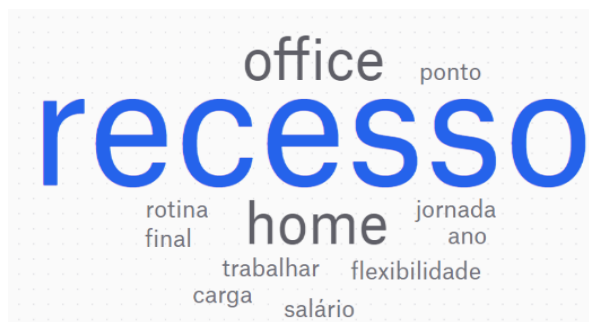 office ponto
recesso
rotina home jornada
final ano
trabalhar flexibilidade
carga salário